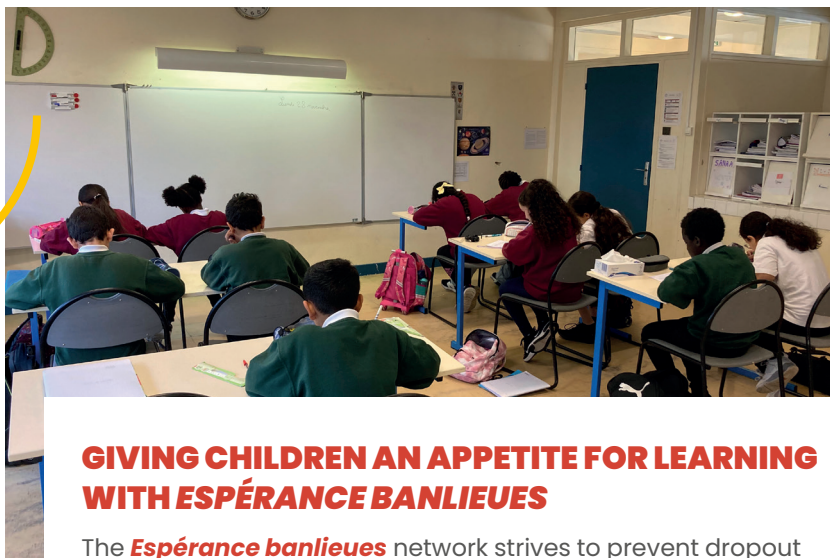 GIVING CHILDREN AN APPETITE FOR LEARNING
WITH ESPÉRANCE BANLIEUES
The Espérance banlieues network strives to prevent dropout